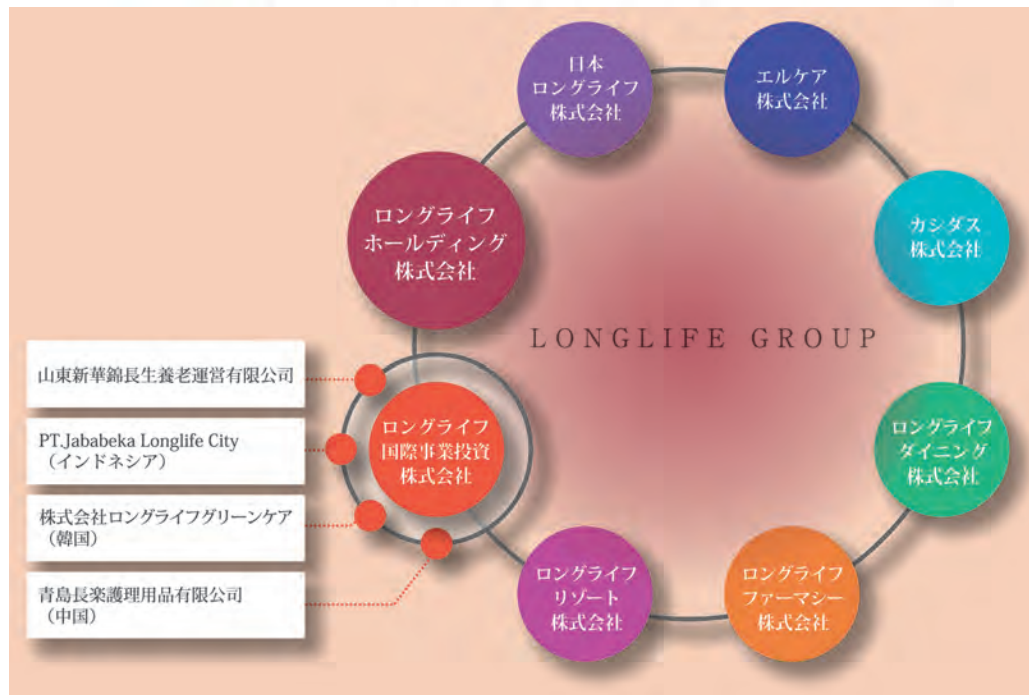 日本
ロングライフ
株式会社
エルケア
株式会社
ロングライフ
ホールディング
株式会社
カシダス
株式会社
LONGLIFE GROUP
山東新華錦長生養老運営有限公司
PT.Jababeka Longlife City
（インドネシア）
株式会社ロングライフグリーンケア
（韓国）
青島長楽護理用品有限公司
（中国）
ロングライフ
国際事業投資
株式会社
ロングライフ
ダイニング
株式会社
ロングライフ
リゾート
株式会社
ロングライフ
ファーマシー
株式会社